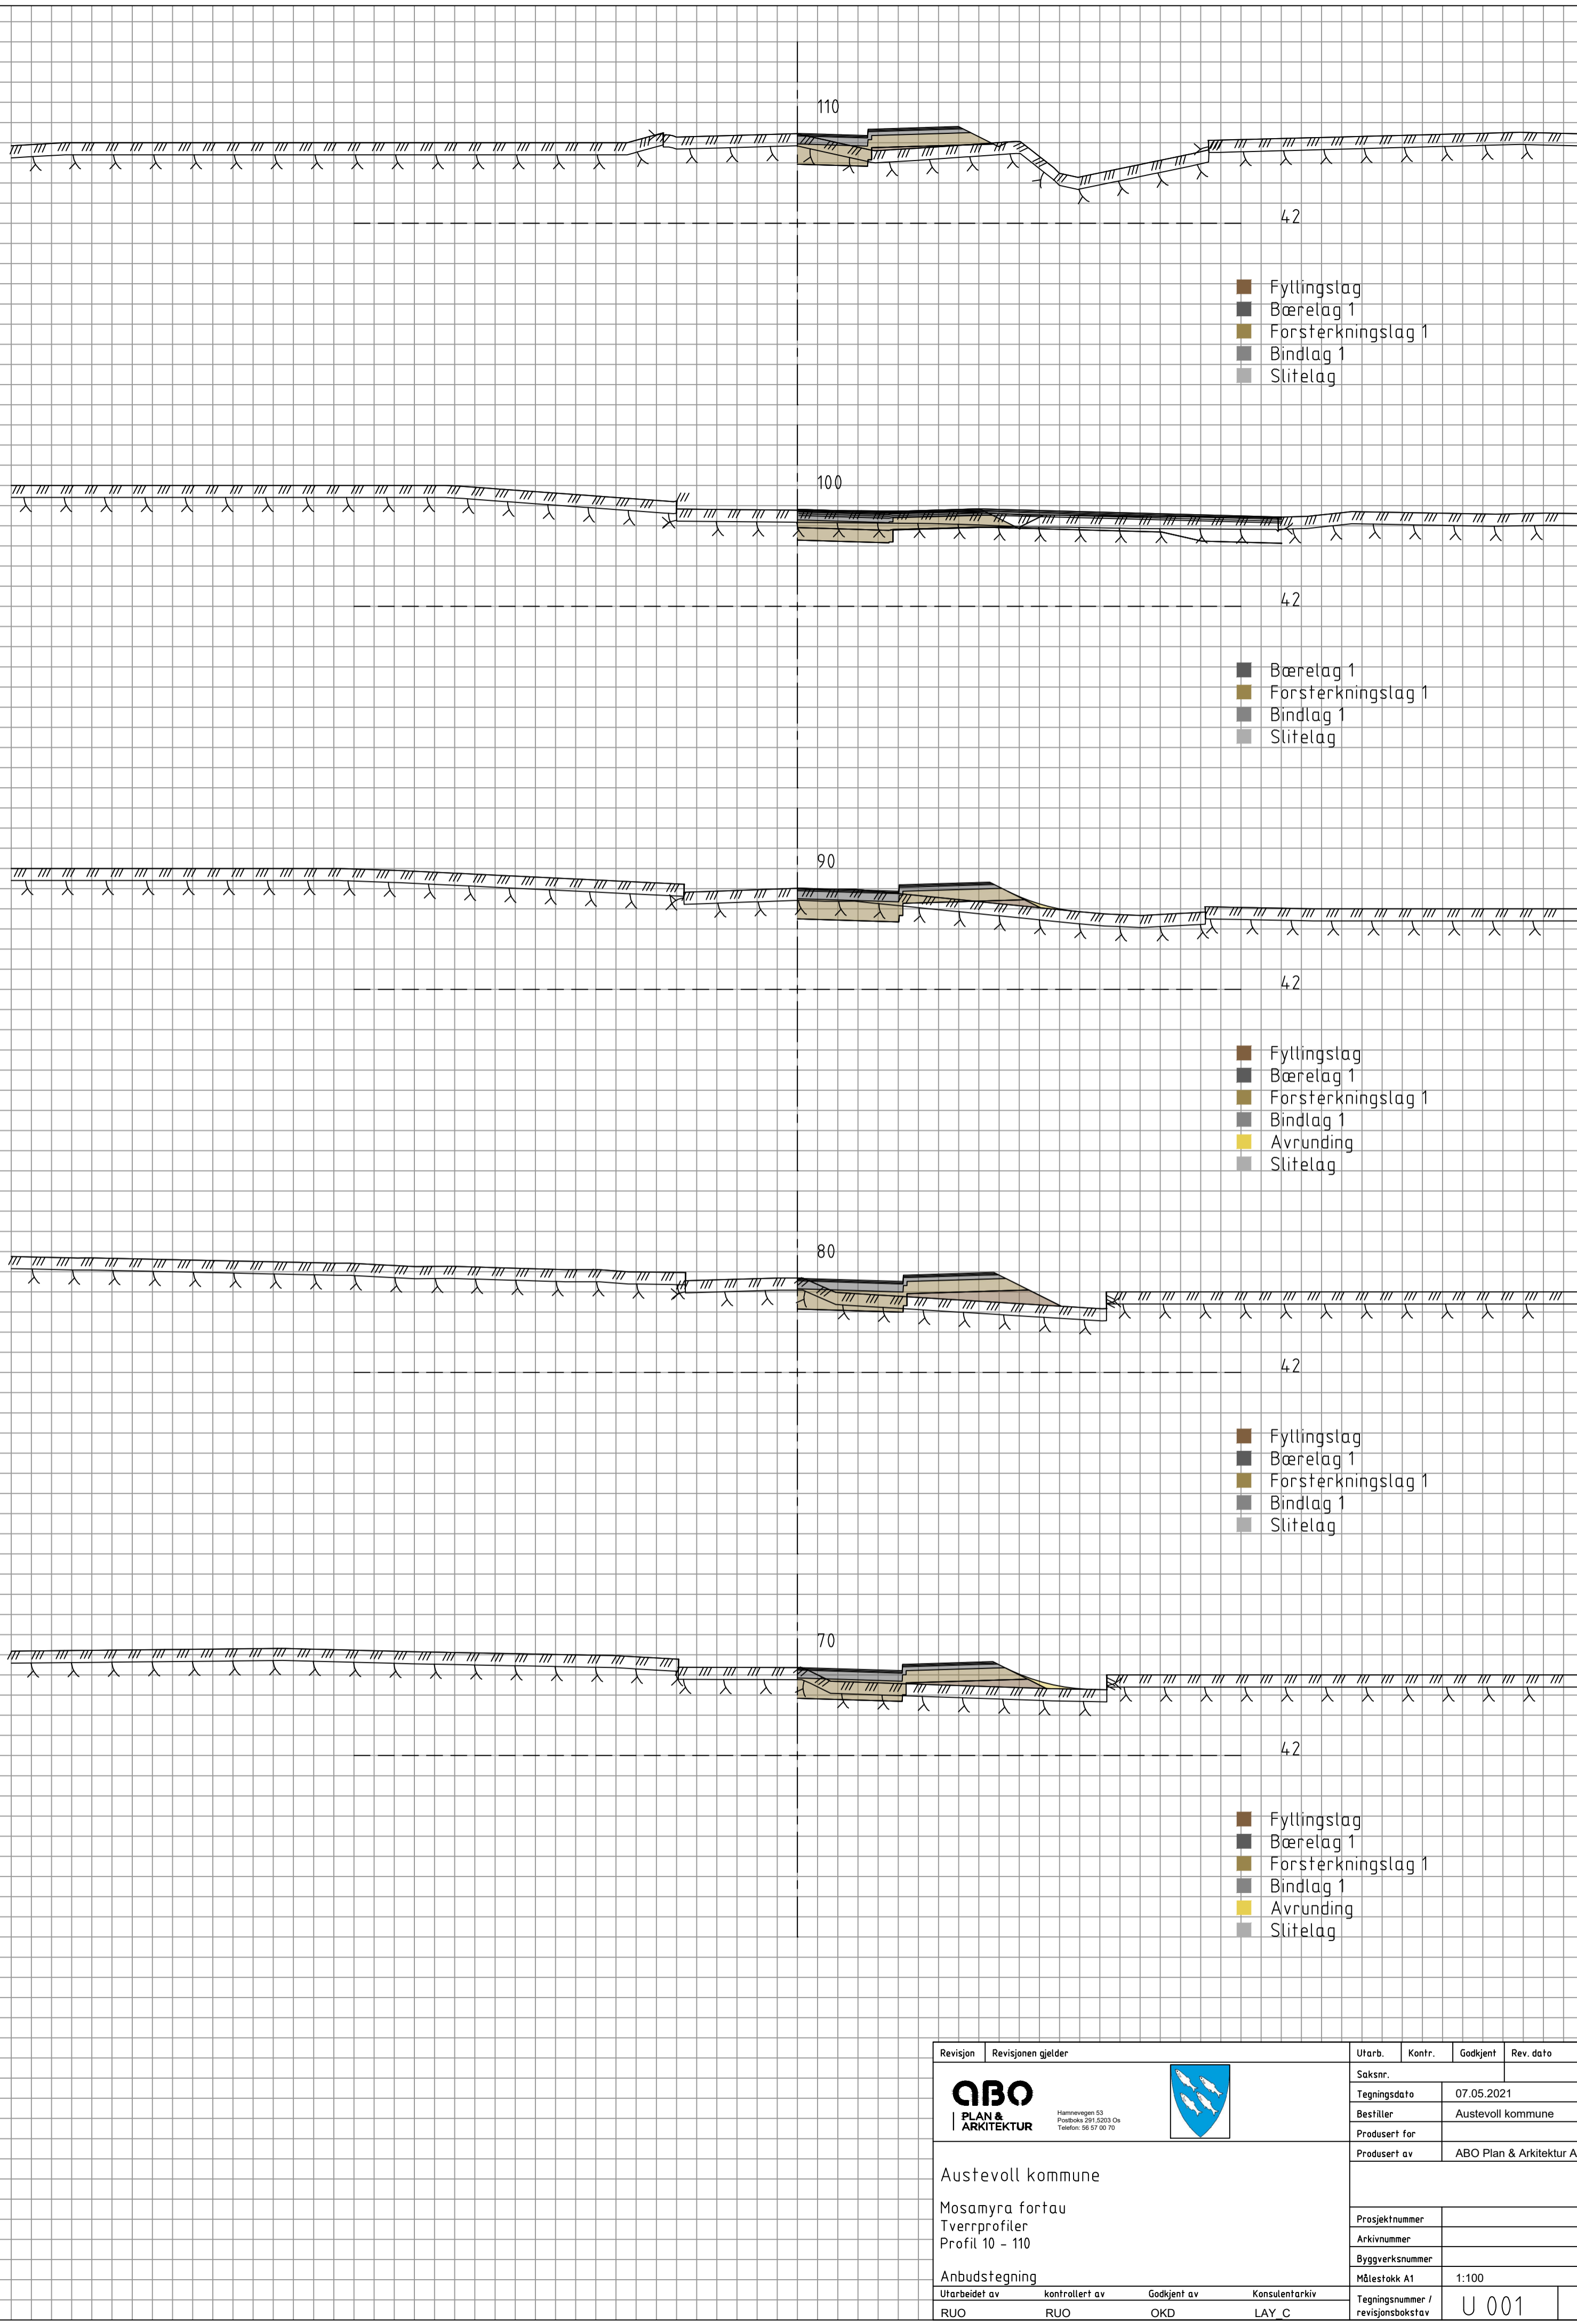 110
42
Fyllingslag
Bærelag 1
Forsterkningslag 1
Bindlag 1
Slitelag
100
42
Bærelag 1
Forsterkningslag 1
Bindlag 1
Slitelag
90
42
Fyllingslag
Bærelag 1
Forsterkningslag 1
Bindlag 1
Avrunding
Slitelag
80
42
Fyllingslag
Bærelag 1
Forsterkningslag 1
Bindlag 1
Slitelag
70
42
Fyllingslag
Bærelag 1
Forsterkningslag 1
Bindlag 1
Avrunding
Slitelag
Revisjon Revisjonen gjelder Utarb. Kontr. Godkjent Rev. dato
Saksnr.
Tegningsdato 07.05.2021
Bestiller Austevoll kommune
Produsert for
Produsert av ABO Plan & Arkitektur A
ABO
PLAN &
ARKITEKTUR
Hamnevegen 53
Postboks 291,5203 Os
Telefon: 56 57 00 70
Austevoll kommune
Mosamyra fortau
Tverrprofiler
Profil 10 - 110
Anbudstegning
Prosjektnummer
Arkivnummer
Byggverksnummer
Målestokk A1 1:100
Utarbeidet av kontrollert av Godkjent av Konsulentarkiv
RUO RUO OKD LAY_C
Tegningsnummer /
revisjonsbokstav
U 001